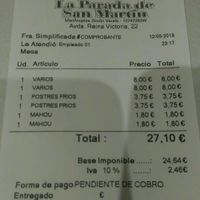 La Parada de
San Martín
Avda. Reina Victoria, 22
Fra. Simplificada #COMPROBANTE 12/05/2018
Le Atendió Empleado 01 23:17
Mesa
Ud. Artículo Precio Total
1 VARIOS 8,00 € 8,00 €
1 VARIOS 8,00 € 8,00 €
1 POSTRES FRIOS 3,75 € 3,75 €
1 POSTRES FRIOS 3,75 € 3,75 €
1 MAHOU 1,80 € 1,80 €
1 MAHOU 1,80 € 1,80 €
Total : 27,10 €
Base Imponible : 24,64 €
Iva 10 % : 2,46€
Forma de pago PENDIENTE DE COBRO
Entregado €